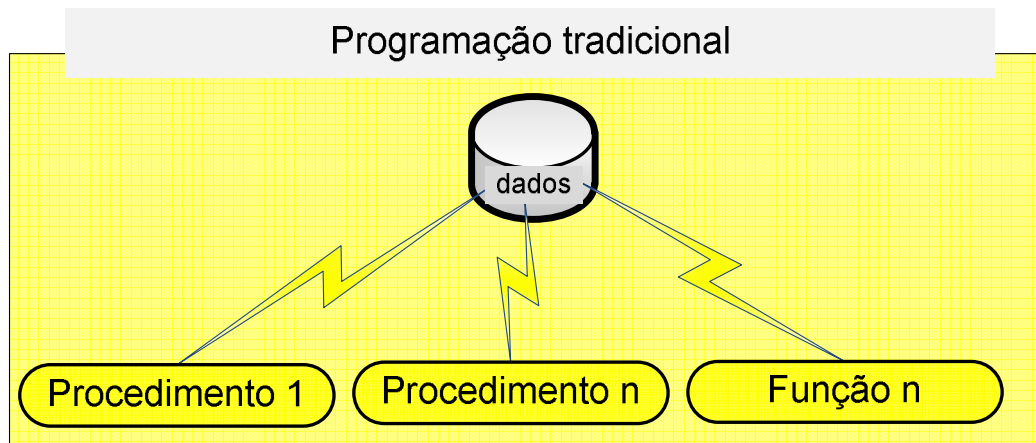 Programação tradicional
dados
Procedimento 1
Procedimento n
Função n